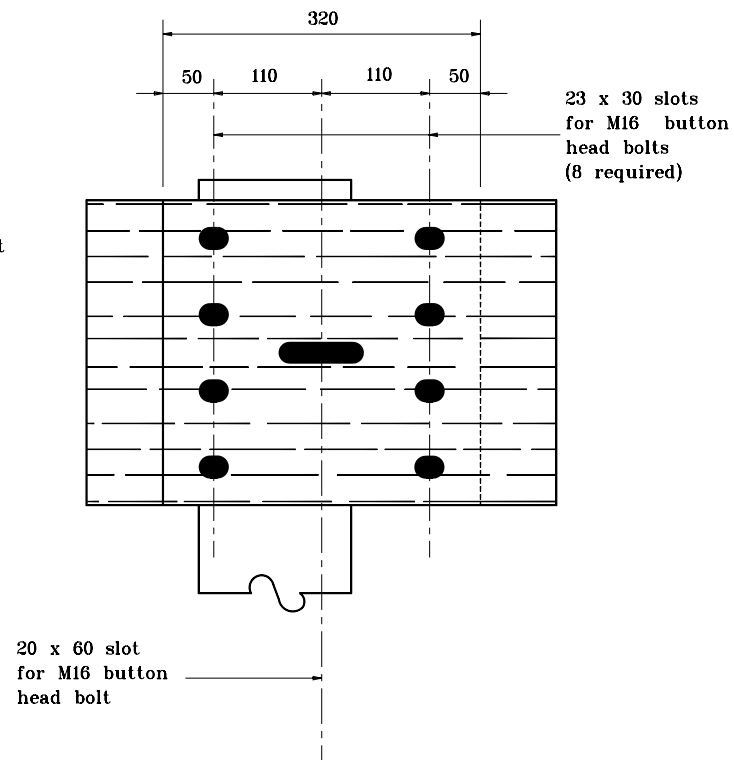 320
50 110 110 50
23 x 30 slots
for M16 button
head bolts
(8 required)
t
20 x 60 slot
for M16 button
head bolt